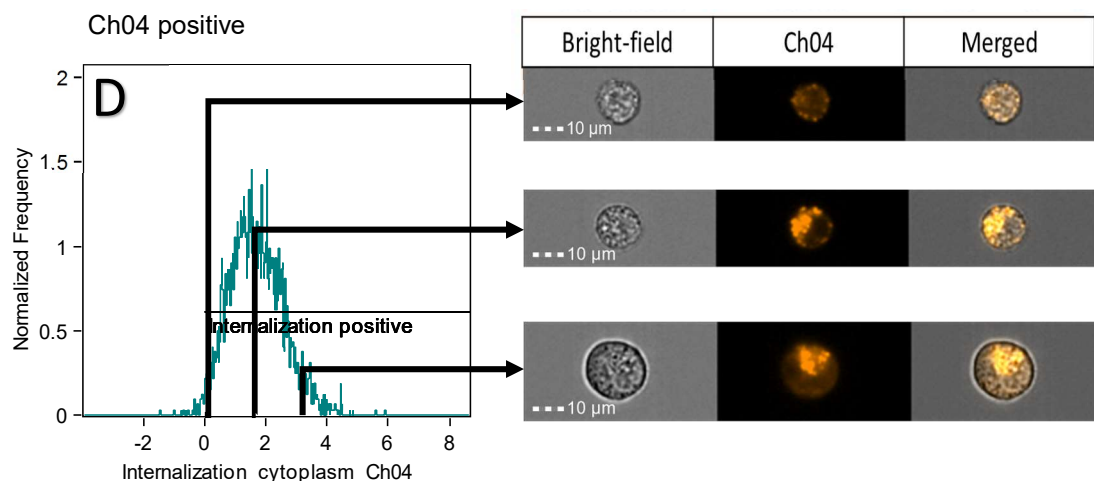 Ch04 positive
D
Normalized Frequency
2
1.5
1
0.5
0
Internalization positive
-2 0 2 4 6 8
Internalization cytoplasm Ch04
Bright-field Ch04 Merged
10 µm
10 µm
10 µm